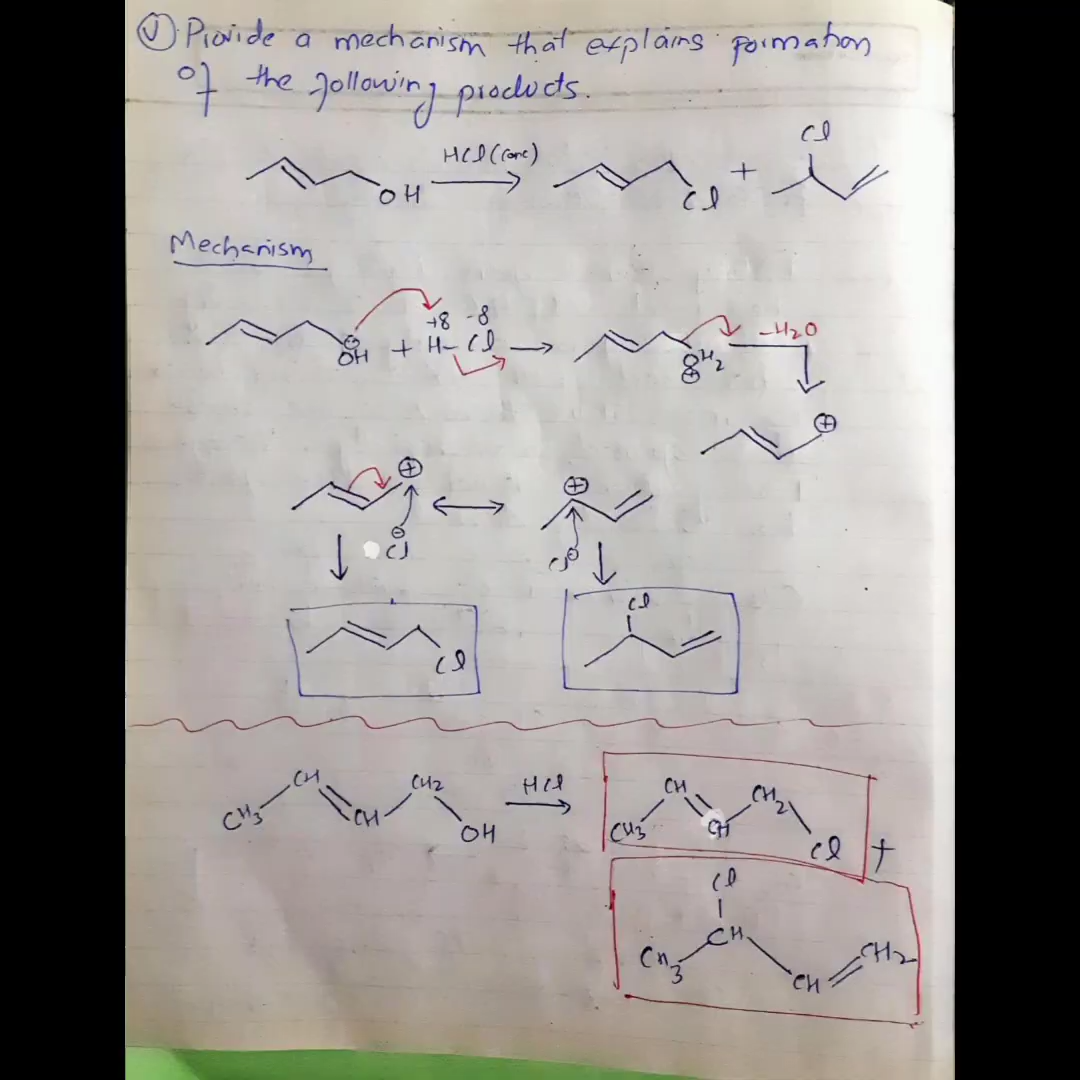 V) Provide a mechanism that explains formation
of the following products.
HCl (conc)
OH
Cl
+
Cl
Mechanism
+8 -8
OH + H- Cl
OH2
⊕
-H2O
⊕
⊕
⊖
Cl
⊕
Cl⊖
Cl
Cl
CH3 CH CH CH2 OH
HCl
CH3 CH CH CH2 Cl +
Cl
CH3 CH CH CH2